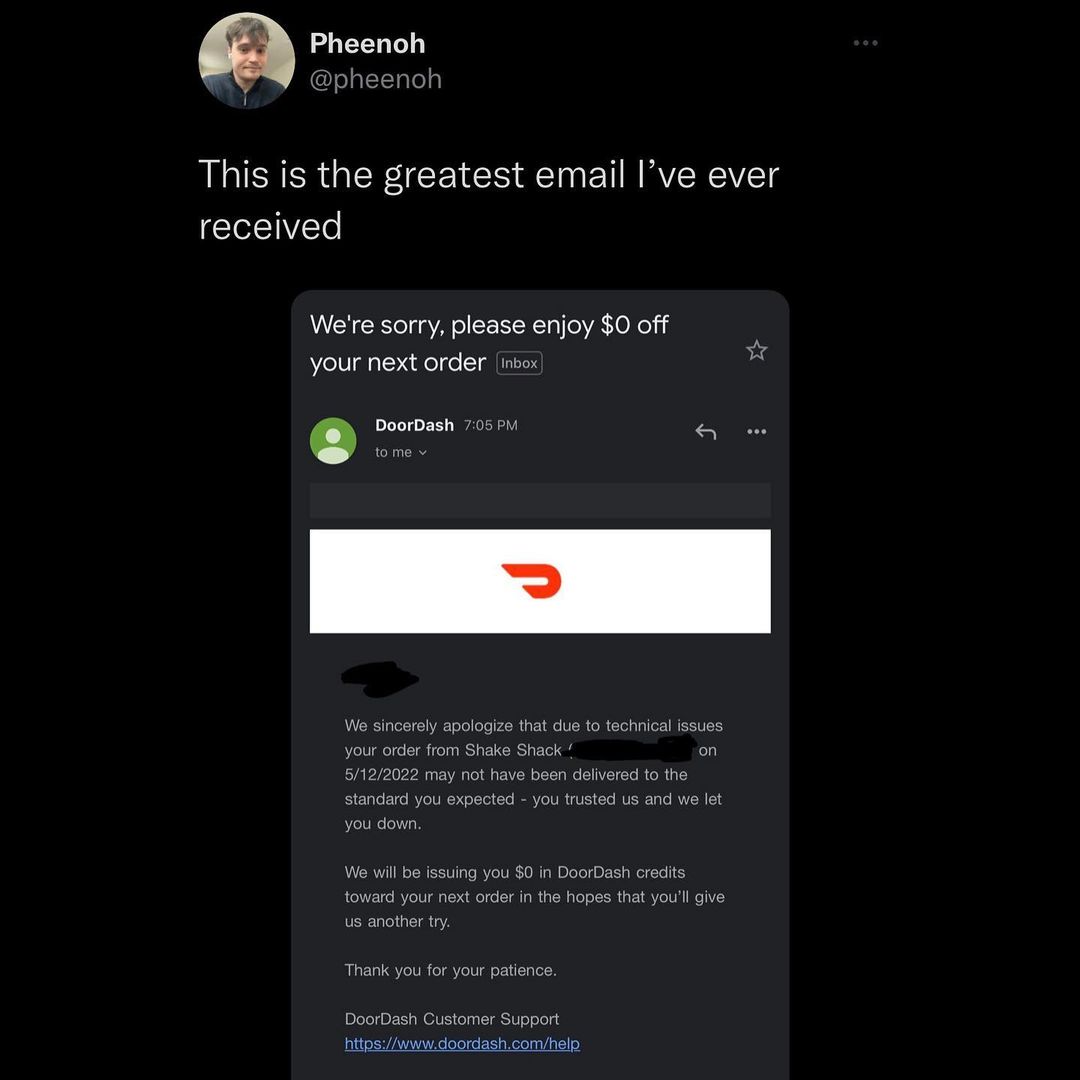 Pheenoh
@pheenoh
This is the greatest email I’ve ever
received
We're sorry, please enjoy $0 off
your next order Inbox
DoorDash 7:05 PM
to me
We sincerely apologize that due to technical issues
your order from Shake Shack ( on
5/12/2022 may not have been delivered to the
standard you expected - you trusted us and we let
you down.
We will be issuing you $0 in DoorDash credits
toward your next order in the hopes that you’ll give
us another try.
Thank you for your patience.
DoorDash Customer Support
https://www.doordash.com/help